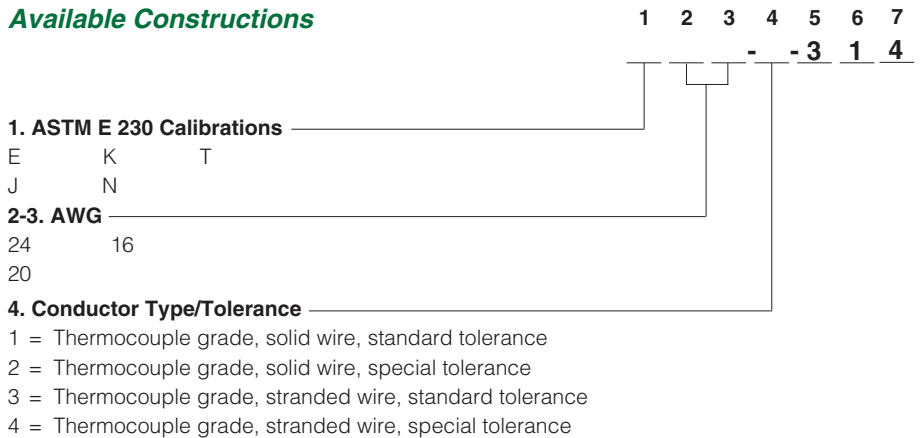 Available Constructions
1 2 3 4 5 6 7
- - 3 1 4
1. ASTM E 230 Calibrations
E K T
J N
2-3. AWG
24 16
20
4. Conductor Type/Tolerance
1 = Thermocouple grade, solid wire, standard tolerance
2 = Thermocouple grade, solid wire, special tolerance
3 = Thermocouple grade, stranded wire, standard tolerance
4 = Thermocouple grade, stranded wire, special tolerance